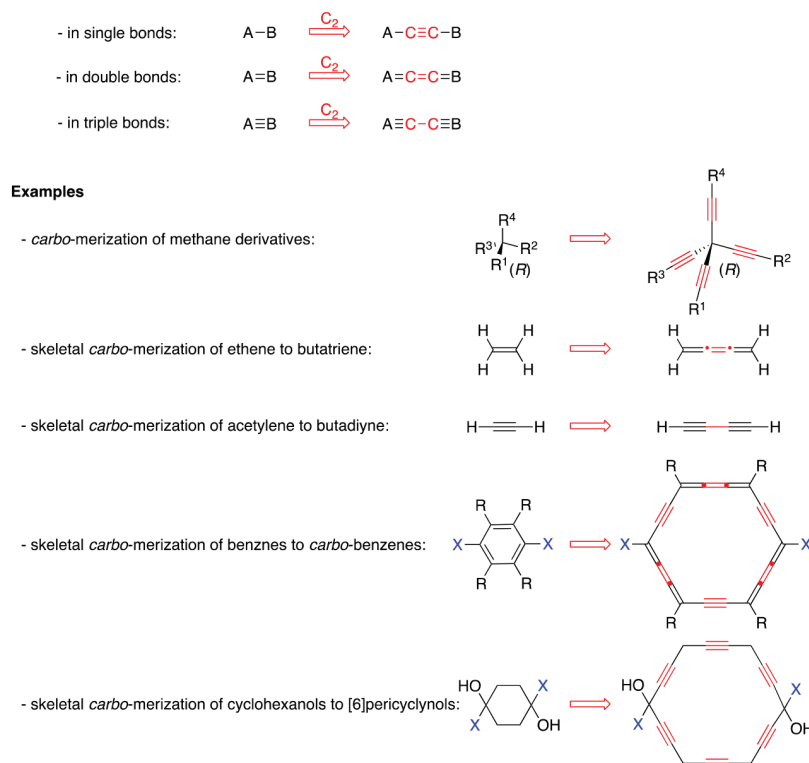 - in single bonds: A–B C2 A–C≡C–B
- in double bonds: A=B C2 A=C=C=B
- in triple bonds: A≡B C2 A≡C–C≡B
Examples
- carbo-merization of methane derivatives: R4 R3 R2 R1 (R) R4 R3 R2 R1 (R)
- skeletal carbo-merization of ethene to butatriene: H H H H H H H H
- skeletal carbo-merization of acetylene to butadiyne: H H H H
- skeletal carbo-merization of benznes to carbo-benzenes: R R X X R R R R X X R R
- skeletal carbo-merization of cyclohexanols to [6]pericyclynols: HO X X OH HO X X OH